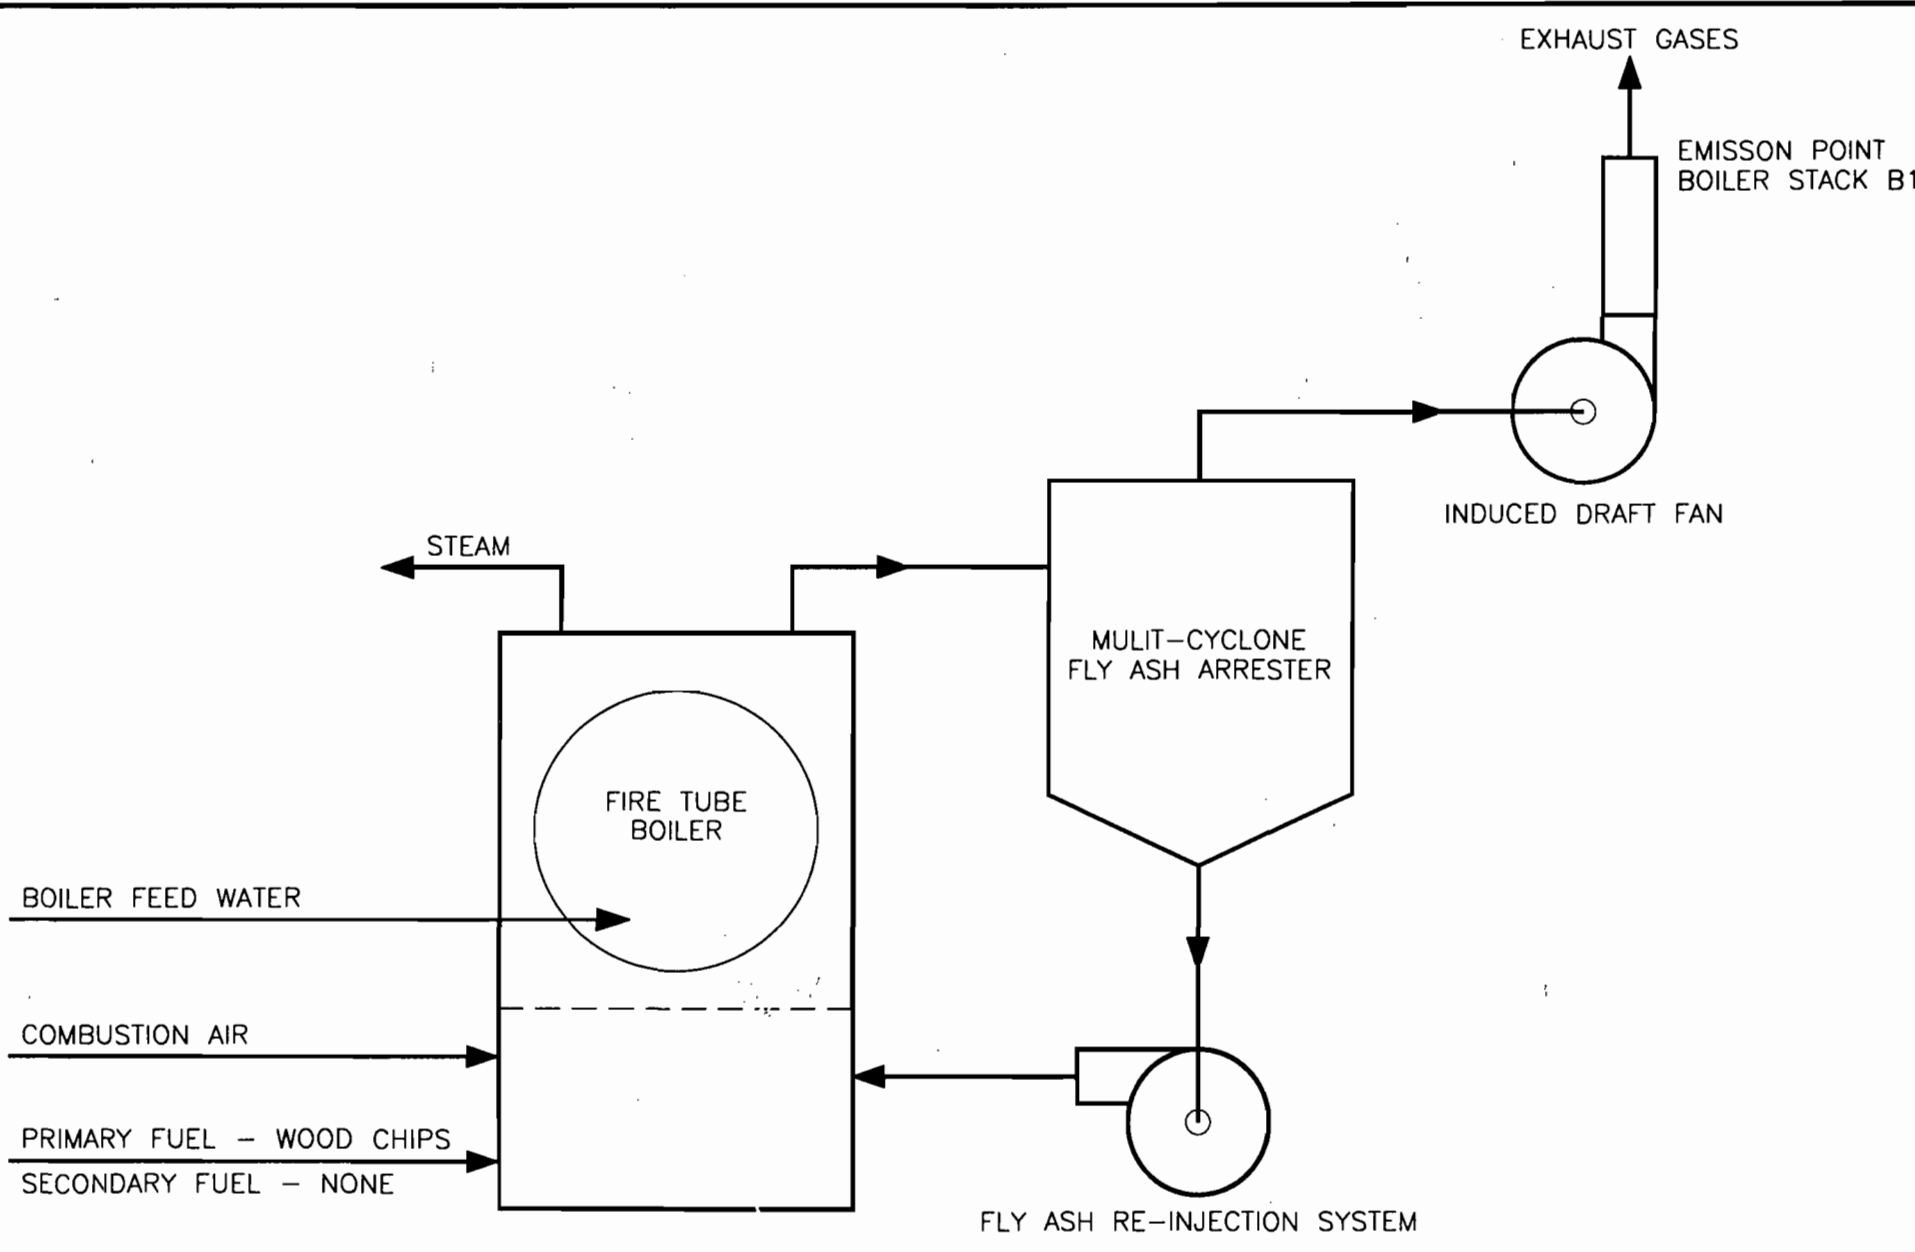 EXHAUST GASES
EMISSON POINT
BOILER STACK B1
INDUCED DRAFT FAN
STEAM
MULIT-CYCLONE
FLY ASH ARRESTER
FIRE TUBE
BOILER
BOILER FEED WATER
COMBUSTION AIR
PRIMARY FUEL - WOOD CHIPS
SECONDARY FUEL - NONE
FLY ASH RE-INJECTION SYSTEM